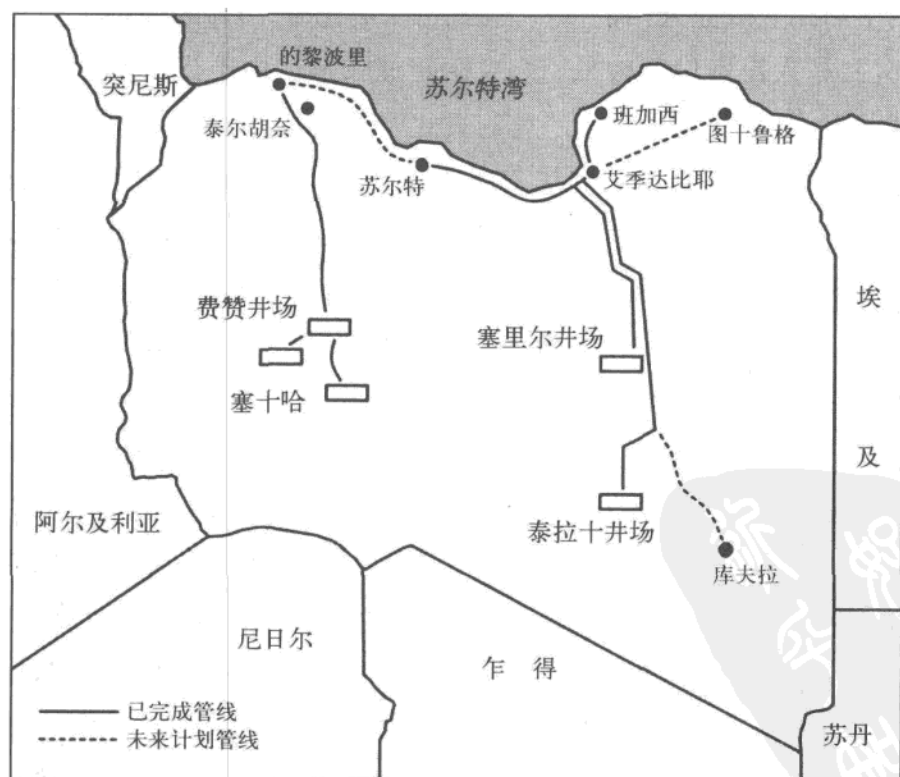 的黎波里
突尼斯
苏尔特湾
班加西
泰尔胡奈
图卜鲁格
苏尔特
艾季达比耶
费赞井场
埃
塞里尔井场
塞卜哈
及
阿尔及利亚
泰拉卜井场
库夫拉
尼日尔
乍得
已完成管线
未来计划管线
苏丹